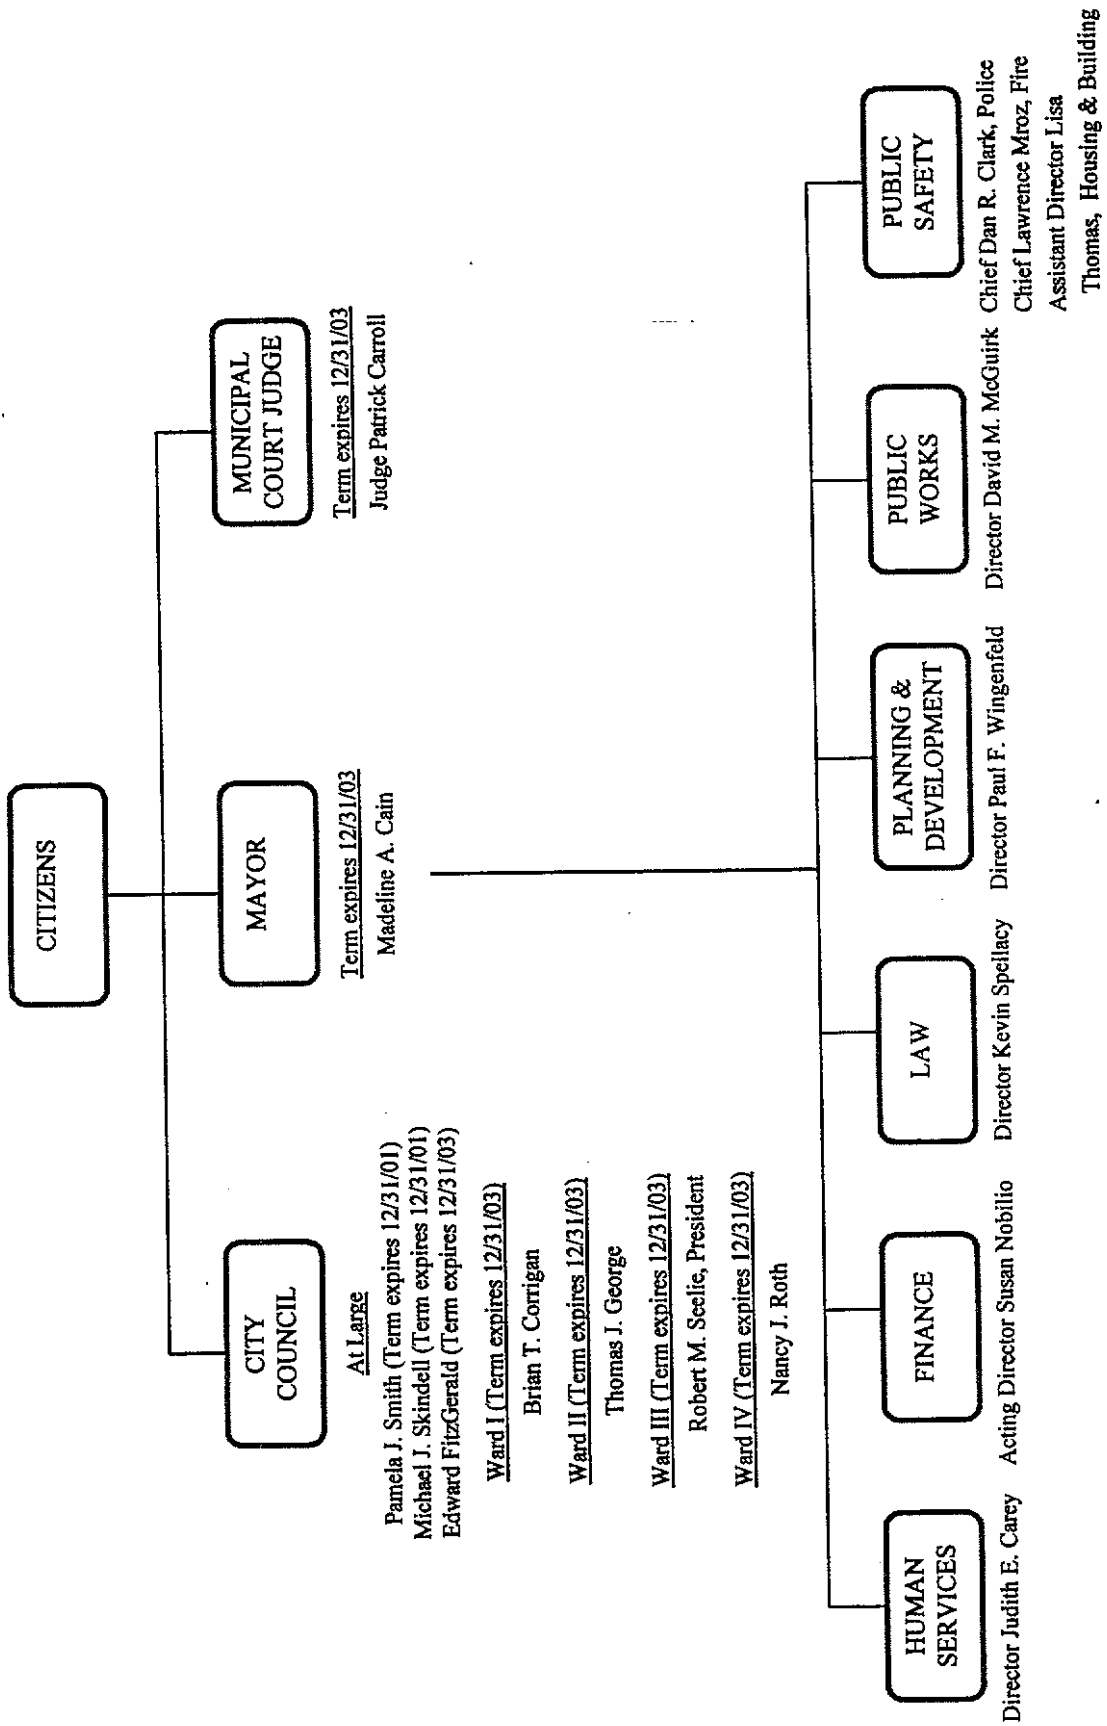 CITIZENS
CITY
COUNCIL
At Large
Pamela J. Smith (Term expires 12/31/01)
Michael J. Skindell (Term expires 12/31/01)
Edward FitzGerald (Term expires 12/31/03)
Ward I (Term expires 12/31/03)
Brian T. Corrigan
Ward II (Term expires 12/31/03)
Thomas J. George
Ward III (Term expires 12/31/03)
Robert M. Seelie, President
Ward IV (Term expires 12/31/03)
Nancy J. Roth
MAYOR
Term expires 12/31/03
Madeline A. Cain
MUNICIPAL
COURT JUDGE
Term expires 12/31/03
Judge Patrick Carroll
HUMAN
SERVICES
Director Judith E. Carey
FINANCE
Acting Director Susan Nobilio
LAW
Director Kevin Spellacy
PLANNING &
DEVELOPMENT
Director Paul F. Wingenfeld
PUBLIC
WORKS
Director David M. McGuirk
PUBLIC
SAFETY
Chief Dan R. Clark, Police
Chief Lawrence Mroz, Fire
Assistant Director Lisa
Thomas, Housing & Building